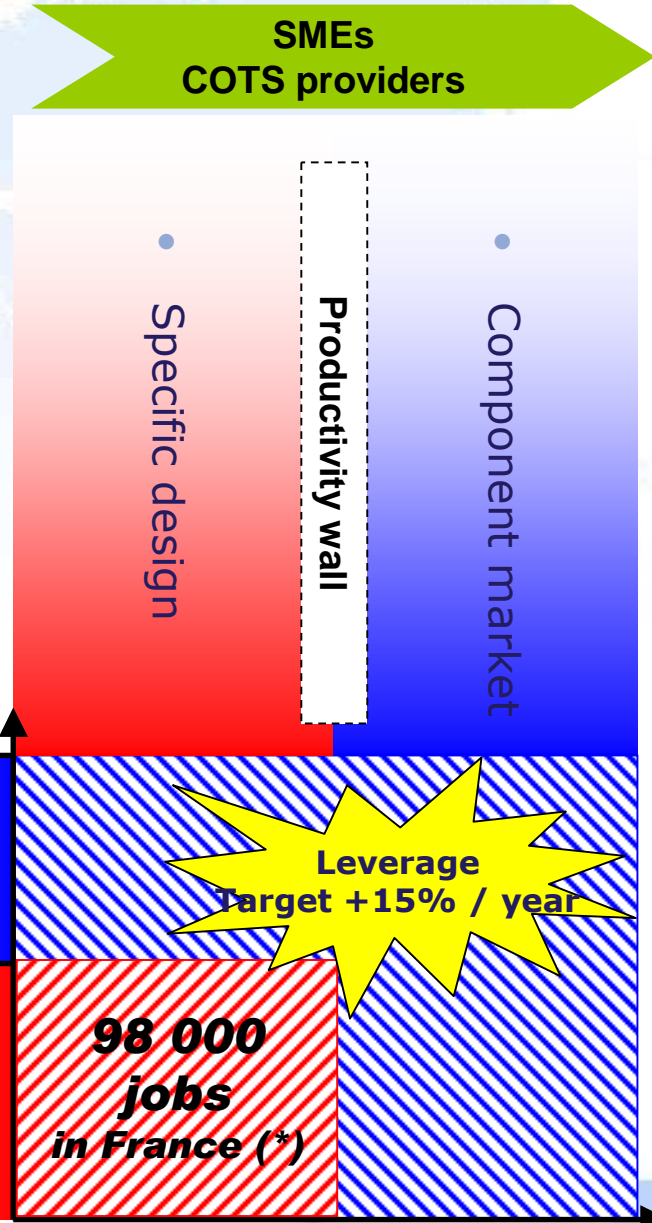 SMEs
COTS providers
• Specific design
Productivity wall
• Component market
Leverage
Target +15% / year
98 000
jobs
in France (*)